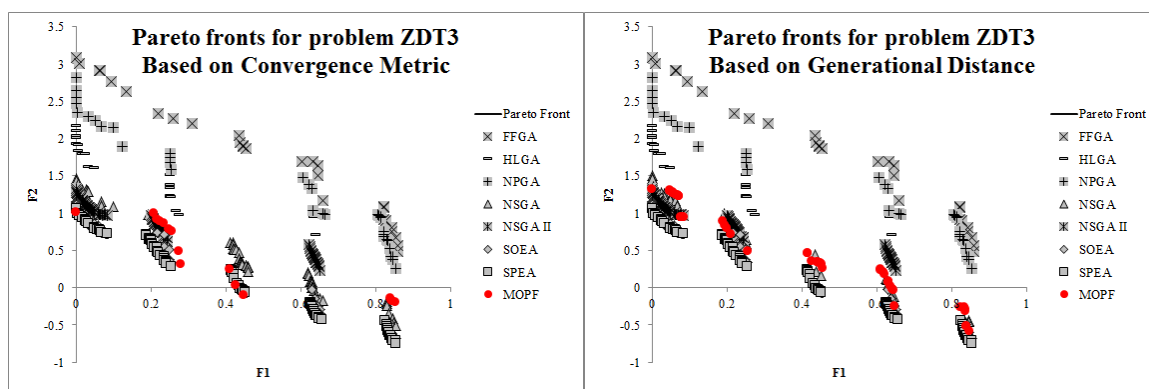 Pareto fronts for problem ZDT3
Based on Convergence Metric
3.5
3
2.5
2
1.5
1
0.5
0
-0.5
-1
0
0.2
0.4
0.6
0.8
1
F2
F1
Pareto Front
FFGA
HLGA
NPGA
NSGA
NSGA II
SOEA
SPEA
MOPF
Pareto fronts for problem ZDT3
Based on Generational Distance
3.5
3
2.5
2
1.5
1
0.5
0
-0.5
-1
0
0.2
0.4
0.6
0.8
1
F2
F1
Pareto Front
FFGA
HLGA
NPGA
NSGA
NSGA II
SOEA
SPEA
MOPF